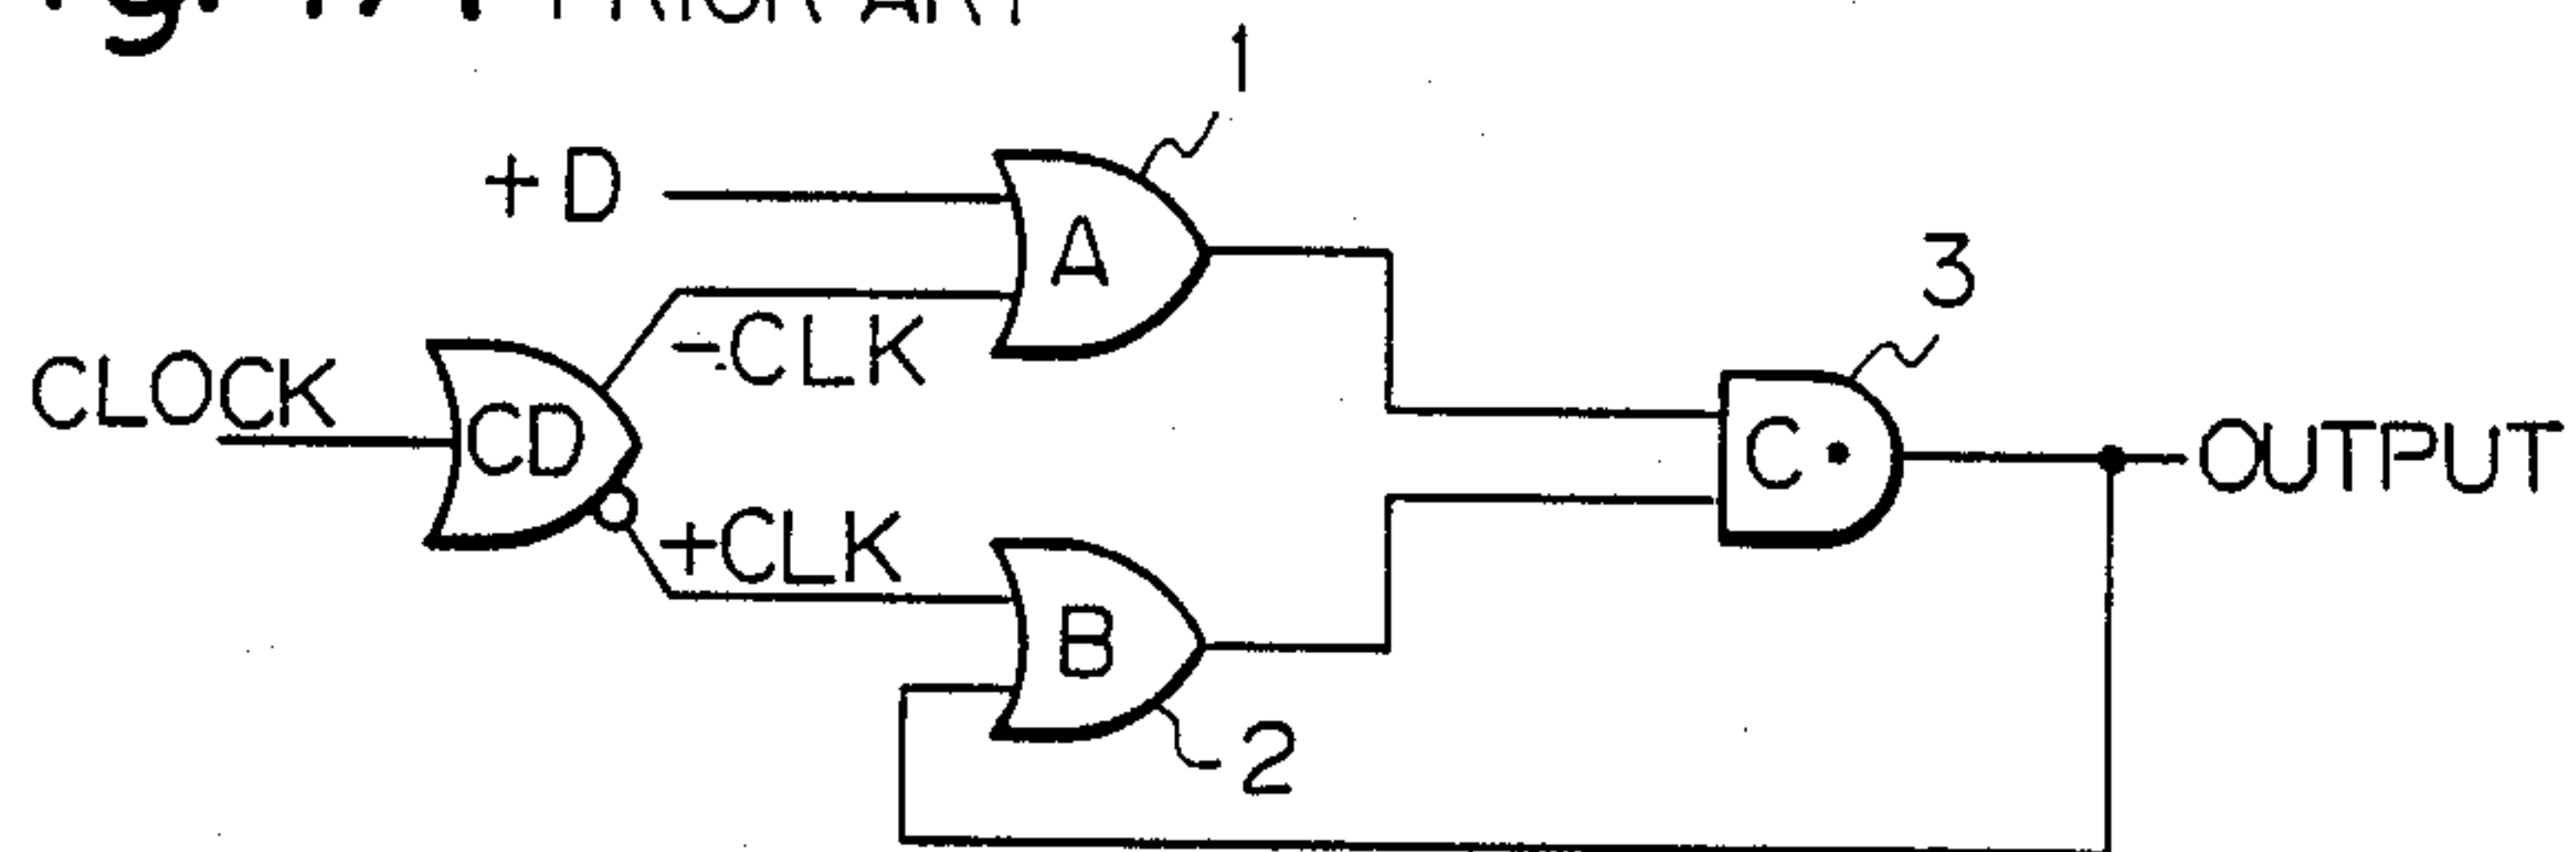 PRIOR ART
1
+D
A
3
-CLK
CLOCK
CD
C
OUTPUT
+CLK
B
2